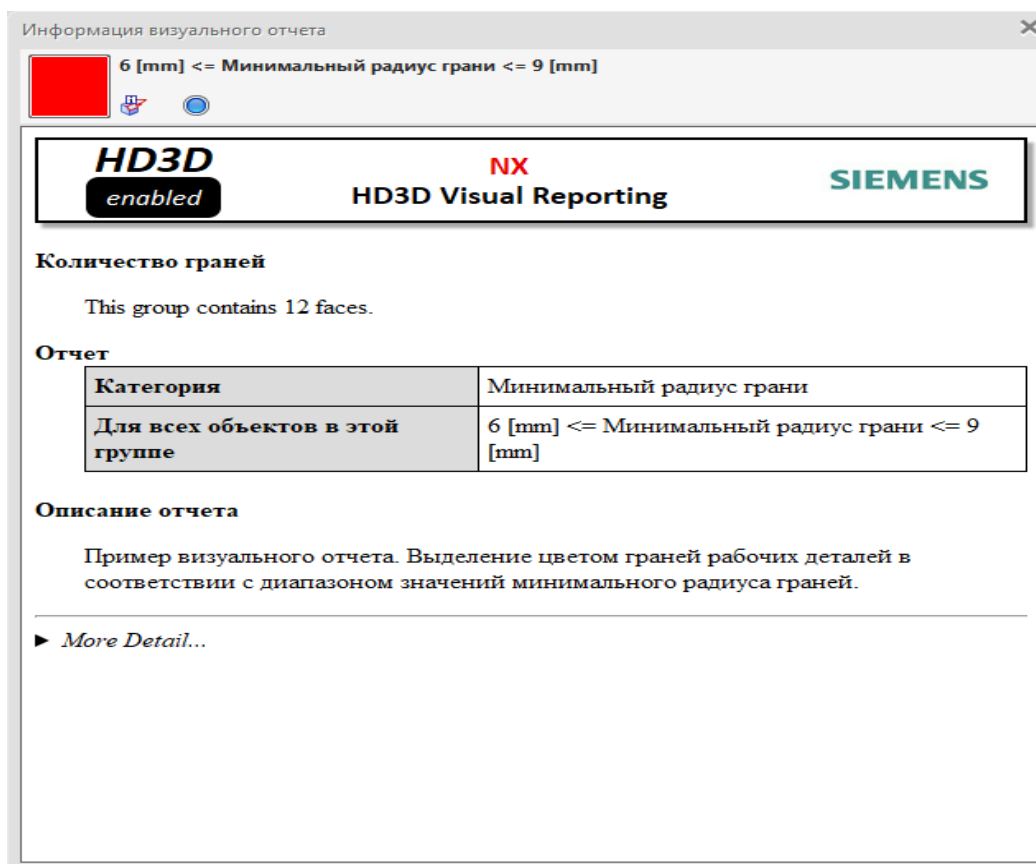 Информация визуального отчета
6 [mm] <= Минимальный радиус грани <= 9 [mm]
HD3D
enabled
NX
HD3D Visual Reporting
SIEMENS
Количество граней
This group contains 12 faces.
Отчет
Категория
Минимальный радиус грани
Для всех объектов в этой
группе
6 [mm] <= Минимальный радиус грани <= 9
[mm]
Описание отчета
Пример визуального отчета. Выделение цветом граней рабочих деталей в
соответствии с диапазоном значений минимального радиуса граней.
► More Detail...